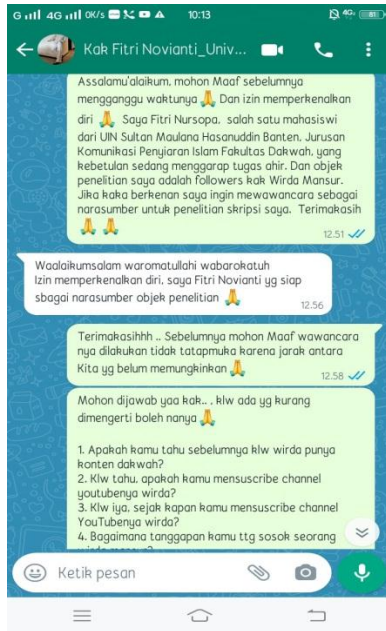 G 4G OK/s 10:13 4G 81
Kak Fitri Novianti_Univ...
Assalamu'alaikum, mohon Maaf sebelumnya
mengganggu waktunya 🙏 Dan izin memperkenalkan
diri 🙏 Saya Fitri Nursopa, salah satu mahasiswi
dari UIN Sultan Maulana Hasanuddin Banten, Jurusan
Komunikasi Penyiaran Islam Fakultas Dakwah, yang
kebetulan sedang menggarap tugas ahir. Dan objek
penelitian saya adalah followers kak Wirda Mansur.
Jika kaka berkenan saya ingin mewawancara sebagai
narasumber untuk penelitian skripsi saya. Terimakasih
🙏 🙏
12.51
Waalaikumsalam waromatullahi wabarokatuh
Izin memperkenalkan diri, saya Fitri Novianti yg siap
sbagai narasumber objek penelitian 🙏
12.56
Terimakasihhh .. Sebelumnya mohon Maaf wawancara
nya dilakukan tidak tatapmuka karena jarak antara
Kita yg belum memungkinkan 🙏
12.58
Mohon dijawab yaa kak.. . klw ada yg kurang
dimengerti boleh nanya 🙏
1. Apakah kamu tahu sebelumnya klw wirda punya
konten dakwah?
2. Klw tahu, apakah kamu mensuscribe channel
youtubenya wirda?
3. Klw iya, sejak kapan kamu mensuscribe channel
YouTubenya wirda?
4. Bagaimana tanggapan kamu ttg sosok seorang
Ketik pesan